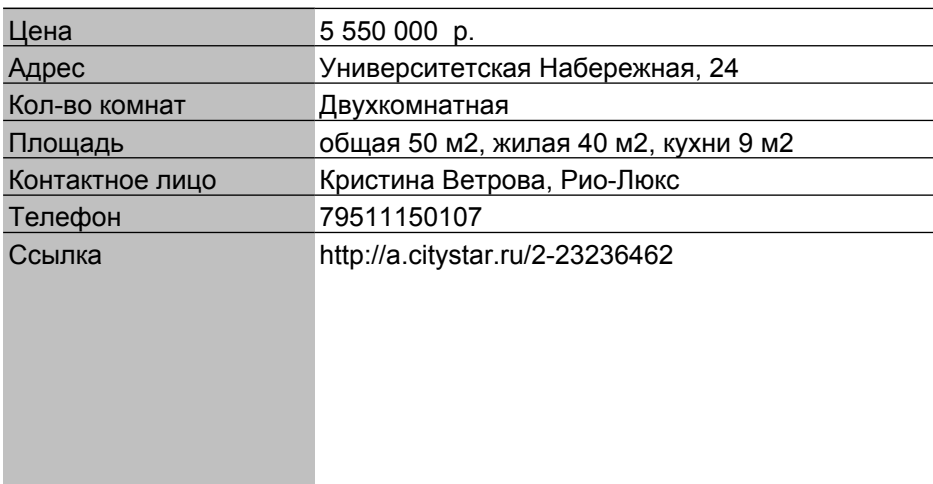 Цена 5 550 000 р.
Адрес Университетская Набережная, 24
Кол-во комнат Двухкомнатная
Площадь общая 50 м2, жилая 40 м2, кухни 9 м2
Контактное лицо Кристина Ветрова, Рио-Люкс
Телефон 79511150107
Ссылка http://a.citystar.ru/2-23236462